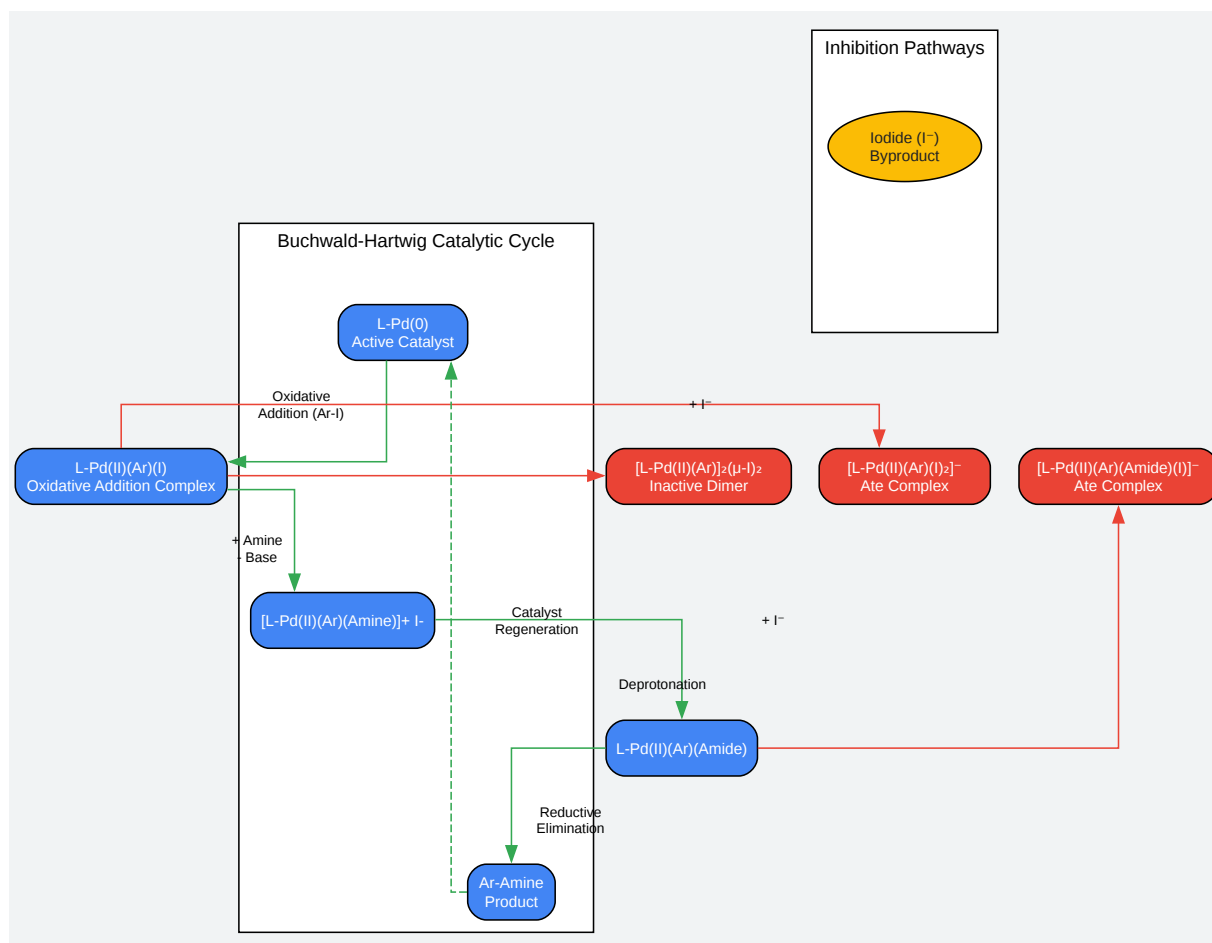 Inhibition Pathways
Iodide (I⁻)
Byproduct
Buchwald-Hartwig Catalytic Cycle
L-Pd(0)
Active Catalyst
Oxidative
Addition (Ar-I)
+ I⁻
L-Pd(II)(Ar)(I)
Oxidative Addition Complex
[L-Pd(II)(Ar)]₂(μ-I)₂
Inactive Dimer
[L-Pd(II)(Ar)(I)₂]⁻
Ate Complex
[L-Pd(II)(Ar)(Amide)(I)]⁻
Ate Complex
+ Amine
- Base
[L-Pd(II)(Ar)(Amine)]+ I-
Catalyst
Regeneration
+ I⁻
Deprotonation
L-Pd(II)(Ar)(Amide)
Reductive
Elimination
Ar-Amine
Product